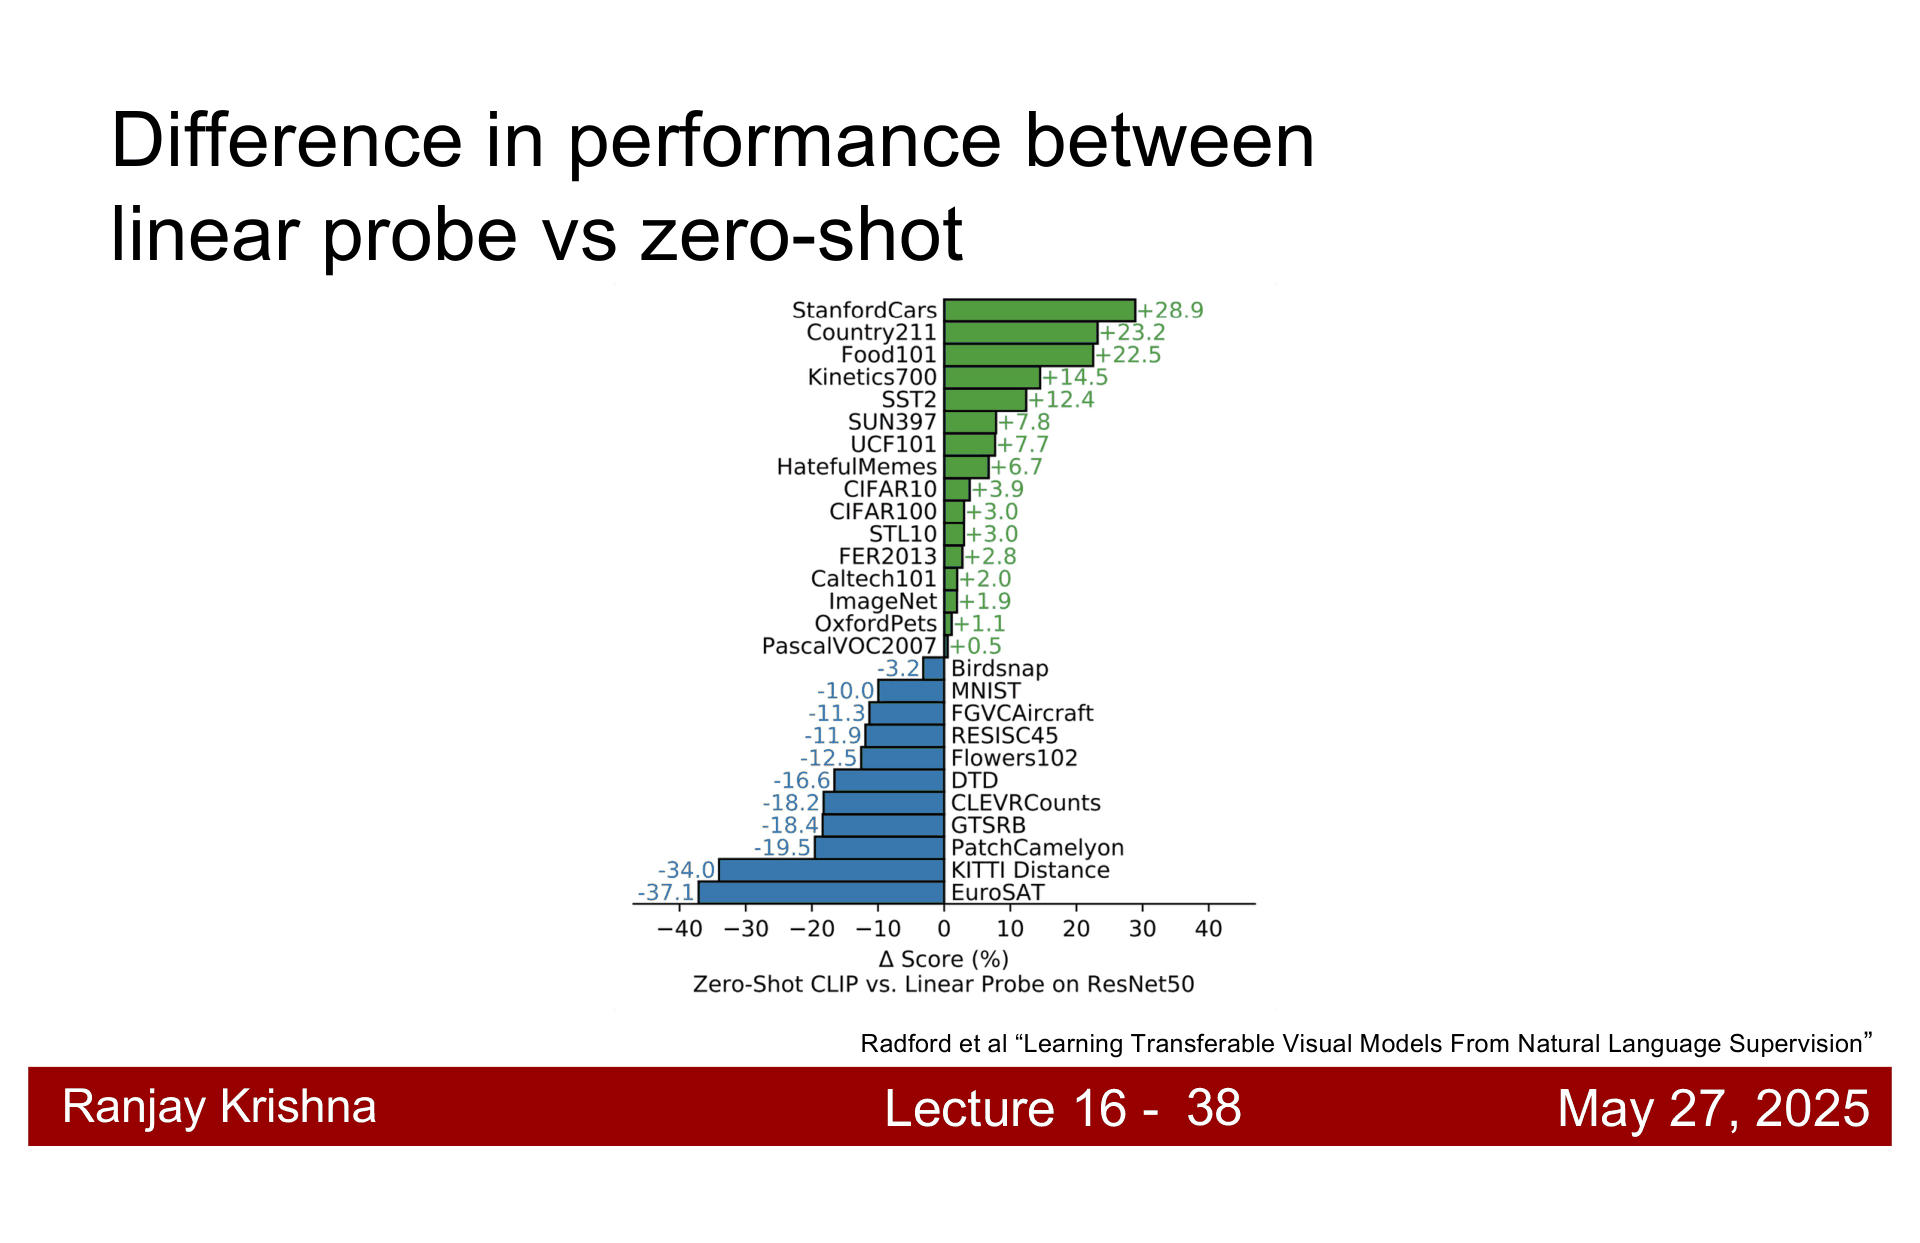 Difference in performance between
linear probe vs zero-shot
StanfordCars +28.9
Country211 +23.2
Food101 +22.5
Kinetics700 +14.5
SST2 +12.4
SUN397 +7.8
UCF101 +7.7
HatefulMemes +6.7
CIFAR10 +3.9
CIFAR100 +3.0
STL10 +3.0
FER2013 +2.8
Caltech101 +2.0
ImageNet +1.9
OxfordPets +1.1
PascalVOC2007 +0.5
-3.2 Birdsnap
-10.0 MNIST
-11.3 FGVCAircraft
-11.9 RESISC45
-12.5 Flowers102
-16.6 DTD
-18.2 CLEVRCounts
-18.4 GTSRB
-19.5 PatchCamelyon
-34.0 KITTI Distance
-37.1 EuroSAT
−40 −30 −20 −10 0 10 20 30 40
Δ Score (%)
Zero-Shot CLIP vs. Linear Probe on ResNet50
Radford et al “Learning Transferable Visual Models From Natural Language Supervision”
Ranjay Krishna Lecture 16 - 38 May 27, 2025